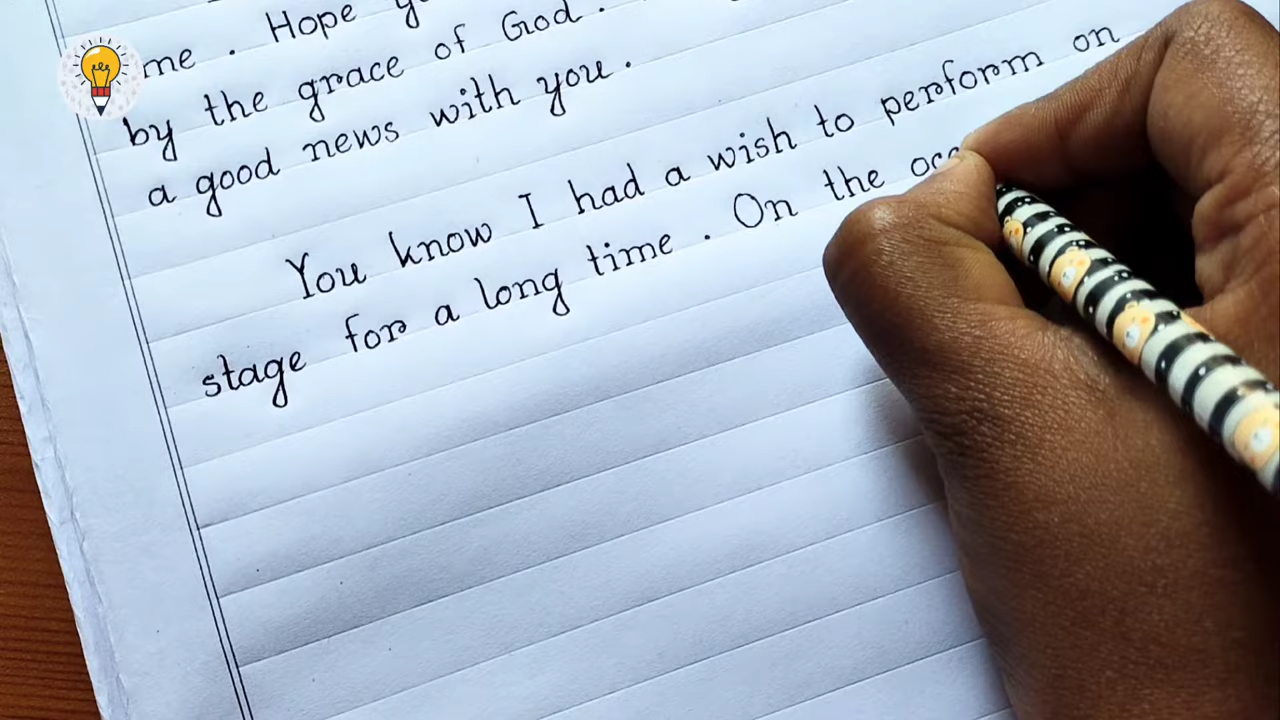 me. Hope
by the grace of God.
a good news with you.
You know I had a wish to perform on
stage for a long time. On the occ